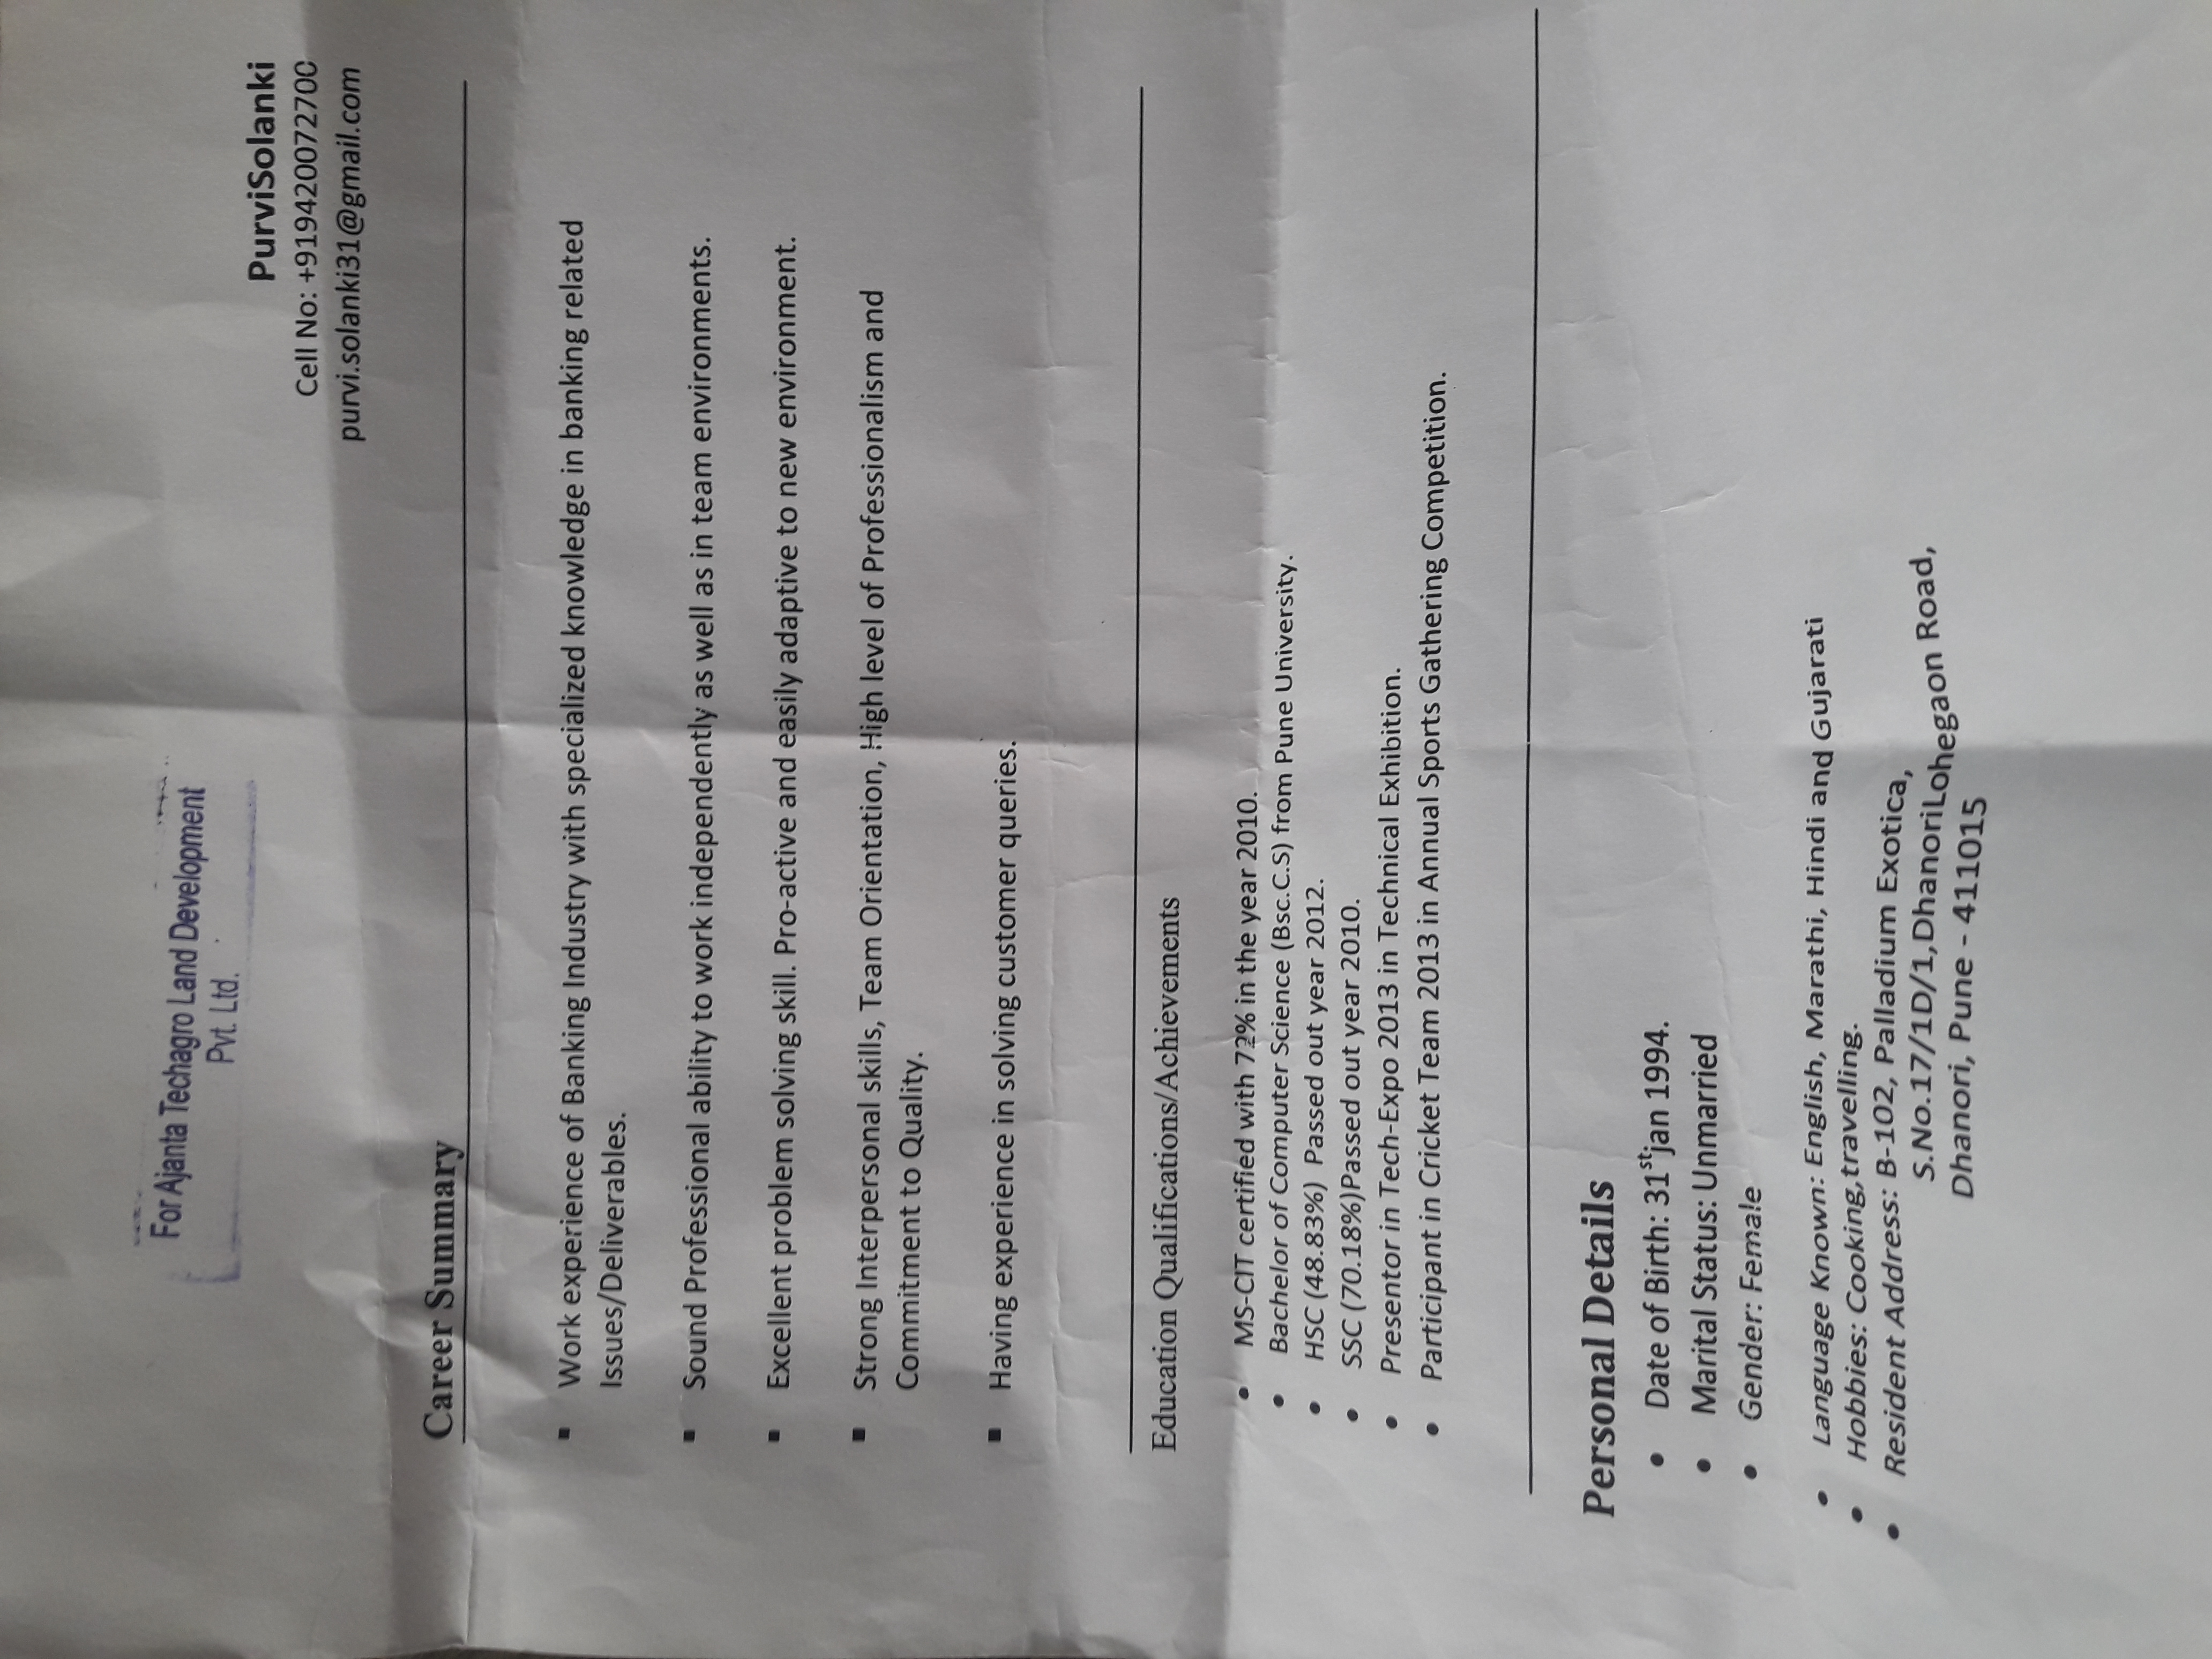 For Ajanta Techagro Land Development
Pvt. Ltd.
PurviSolanki
Cell No: +919420072700
purvi.solanki31@gmail.com
Career Summary
▪ Work experience of Banking Industry with specialized knowledge in banking related
Issues/Deliverables.
▪ Sound Professional ability to work independently as well as in team environments.
▪ Excellent problem solving skill. Pro-active and easily adaptive to new environment.
▪ Strong Interpersonal skills, Team Orientation, High level of Professionalism and
Commitment to Quality.
▪ Having experience in solving customer queries.
Education Qualifications/Achievements
• MS-CIT certified with 72% in the year 2010.
• Bachelor of Computer Science (Bsc.C.S) from Pune University.
• HSC (48.83%) Passed out year 2012.
• SSC (70.18%)Passed out year 2010.
• Presentor in Tech-Expo 2013 in Technical Exhibition.
• Participant in Cricket Team 2013 in Annual Sports Gathering Competition.
Personal Details
• Date of Birth: 31stjan 1994.
• Marital Status: Unmarried
• Gender: Female
• Language Known: English, Marathi, Hindi and Gujarati
• Hobbies: Cooking,travelling.
• Resident Address: B-102, Palladium Exotica,
S.No.17/1D/1,DhanoriLohegaon Road,
Dhanori, Pune - 411015